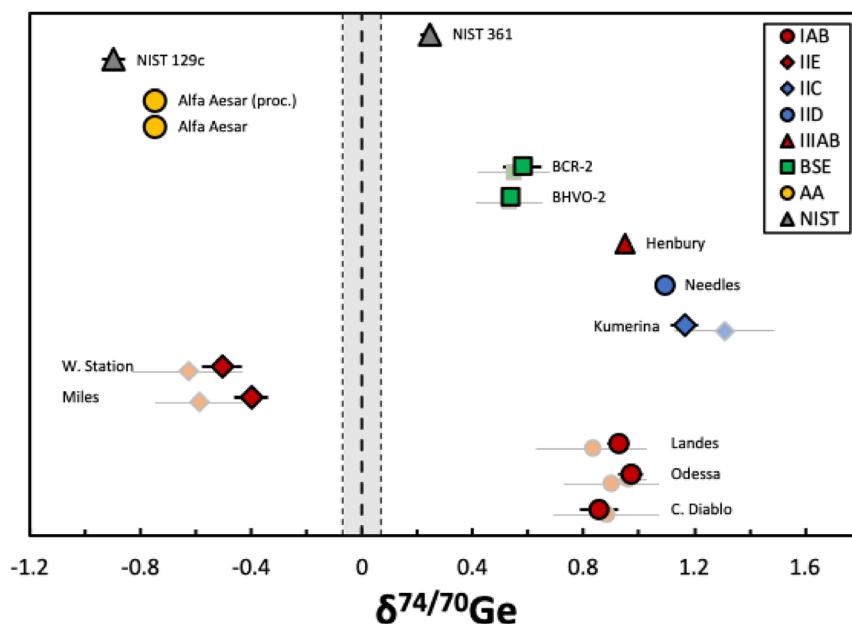 NIST 361
NIST 129c
Alfa Aesar (proc.)
Alfa Aesar
BCR-2
BHVO-2
Henbury
Needles
Kumerina
W. Station
Miles
Landes
Odessa
C. Diablo
IAB
IIE
IIC
IID
IIIAB
BSE
AA
NIST
-1.2 -0.8 -0.4 0 0.4 0.8 1.2 1.6
δ⁷⁴/⁷⁰Ge